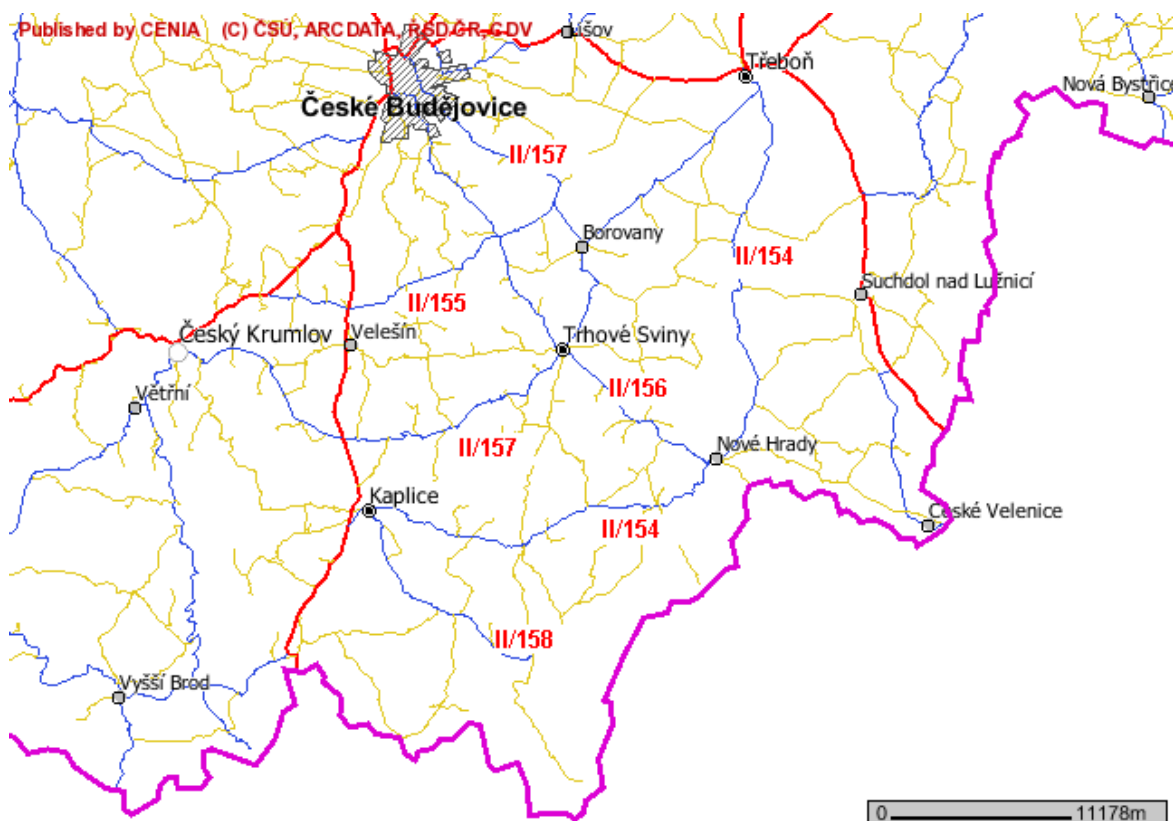 Published by CENIA (C) ČSÚ, ARCDATA, ŘSD ČR, CDV
Lišov
Třeboň
Nová Bystřice
České Budějovice
II/157
Borovany
II/154
Suchdol nad Lužnicí
II/155
Český Krumlov
Velešín
Trhové Sviny
Větřní
II/156
II/157
Nové Hrady
Kaplice
České Velenice
II/154
II/158
Vyšší Brod
0 11178m